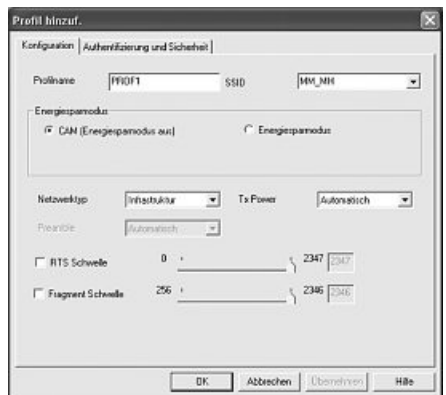 Profil hinzuf.
Konfiguration Authentifizierung und Sicherheit
Profilname PROF1 SSID MM_MH
Energiesparmodus
CAM (Energiesparmodus aus) Energiesparmodus
Netzwerktyp Infrastruktur Tx Power Automatisch
Preamble Automatisch
RTS Schwelle 0 2347 2347
Fragment Schwelle 256 2346 2346
OK Abbrechen Übernehmen Hilfe